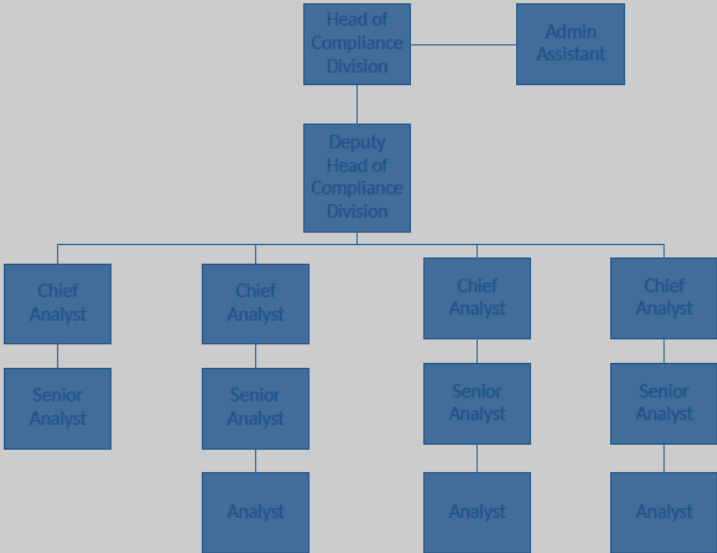 Head of
Compliance
Division
Admin
Assistant
Deputy
Head of
Compliance
Division
Chief
Analyst
Chief
Analyst
Chief
Analyst
Chief
Analyst
Senior
Analyst
Senior
Analyst
Senior
Analyst
Senior
Analyst
Analyst
Analyst
Analyst